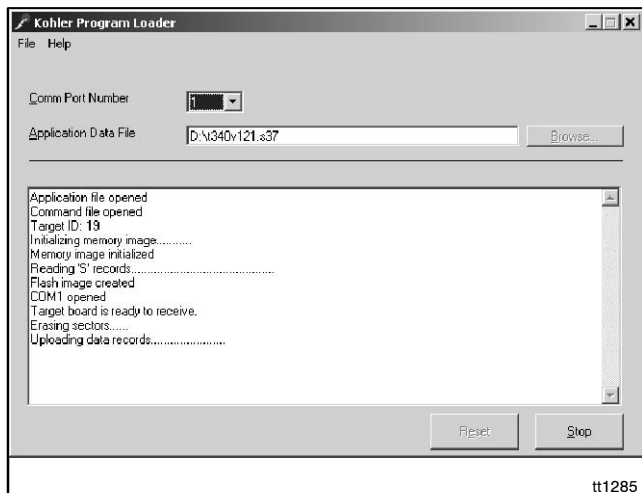 Kohler Program Loader
File Help
Comm Port Number 1
Application Data File D:\t340v121.s37 Browse...
Application file opened
Command file opened
Target ID: 19
Initializing memory image...........
Memory image initialized
Reading 'S' records............................................
Flash image created
COM1 opened
Target board is ready to receive.
Erasing sectors......
Uploading data records.......................
Reset Stop
tt1285